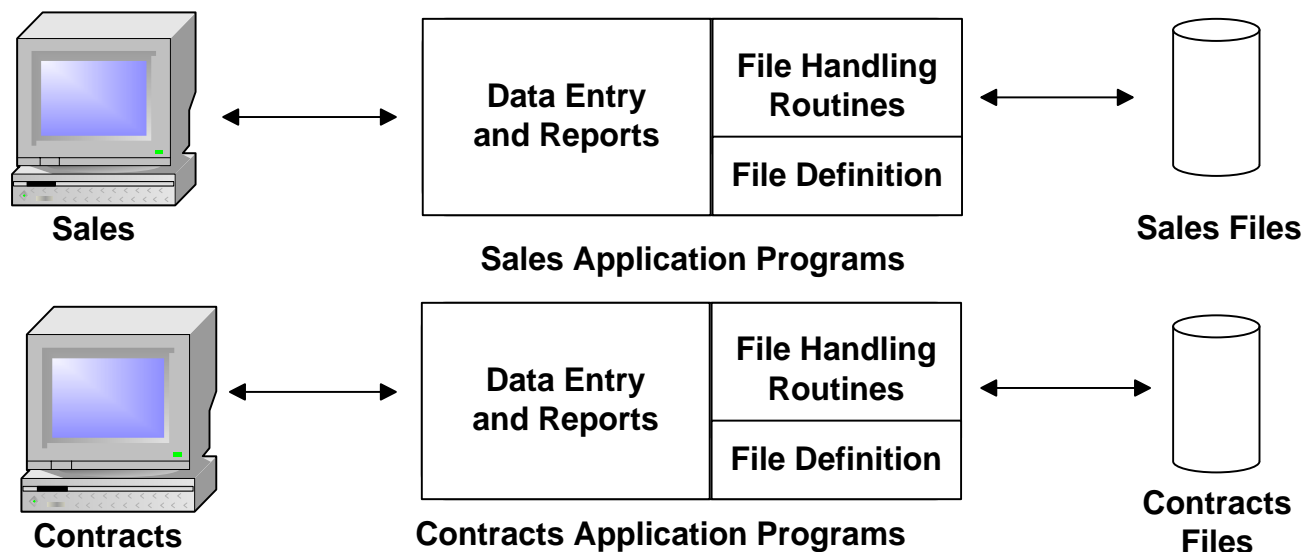 Data Entry
and Reports
File Handling
Routines
File Definition
Sales
Sales Application Programs
Sales Files
Data Entry
and Reports
File Handling
Routines
File Definition
Contracts
Contracts Application Programs
Contracts
Files